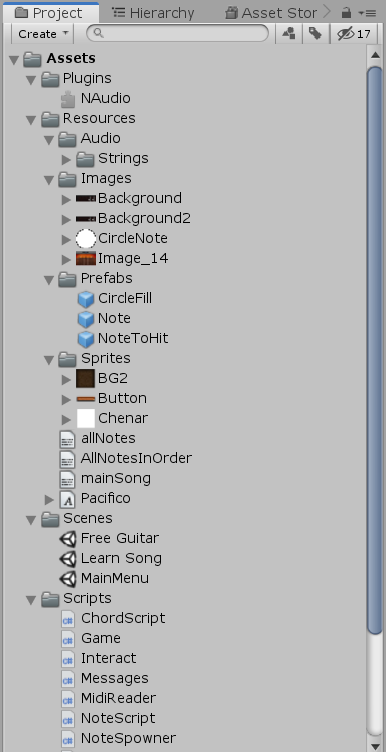 Project Hierarchy Asset Stor
Create 17
Assets
Plugins
NAudio
Resources
Audio
Strings
Images
Background
Background2
CircleNote
Image_14
Prefabs
CircleFill
Note
NoteToHit
Sprites
BG2
Button
Chenar
allNotes
AllNotesInOrder
mainSong
Pacifico
Scenes
Free Guitar
Learn Song
MainMenu
Scripts
ChordScript
Game
Interact
Messages
MidiReader
NoteScript
NoteSpowner